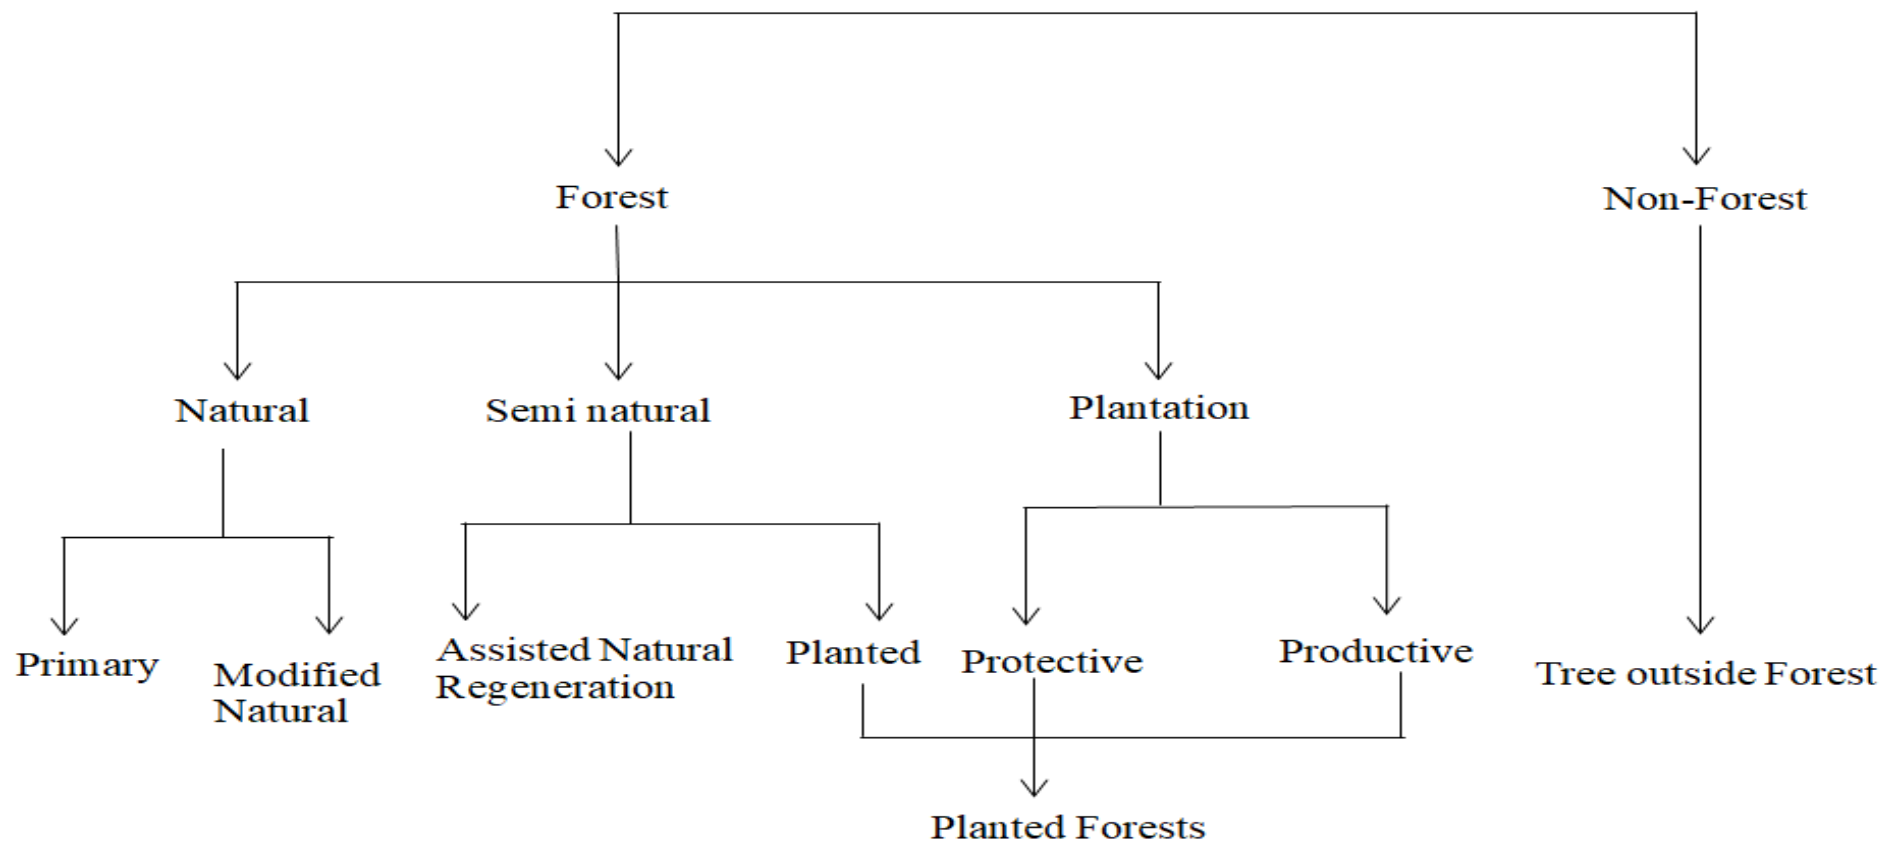 Forest
Non-Forest
Natural
Semi natural
Plantation
Primary
Modified
Natural
Assisted Natural
Regeneration
Planted
Protective
Productive
Tree outside Forest
Planted Forests